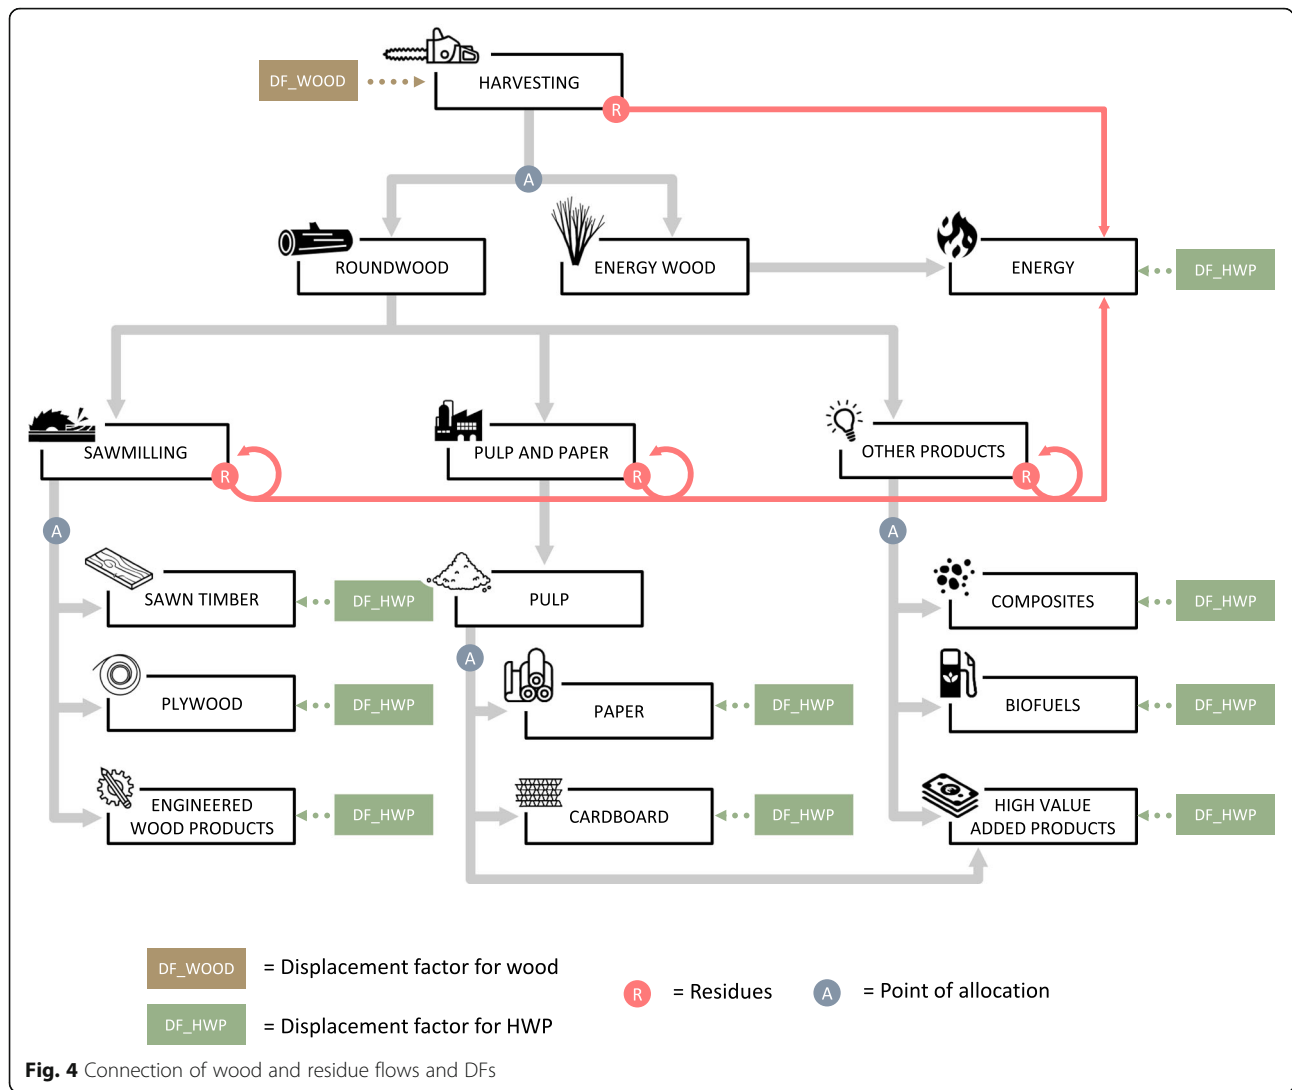 DF_WOOD
HARVESTING
R
A
ROUNDWOOD
ENERGY WOOD
ENERGY
DF_HWP
SAWMILLING
PULP AND PAPER
OTHER PRODUCTS
R
R
R
A
A
SAWN TIMBER
DF_HWP
PULP
COMPOSITES
DF_HWP
A
PLYWOOD
DF_HWP
PAPER
DF_HWP
BIOFUELS
DF_HWP
ENGINEERED
WOOD PRODUCTS
DF_HWP
CARDBOARD
DF_HWP
HIGH VALUE
ADDED PRODUCTS
DF_HWP
DF_WOOD = Displacement factor for wood
R = Residues
A = Point of allocation
DF_HWP = Displacement factor for HWP
Fig. 4 Connection of wood and residue flows and DFs